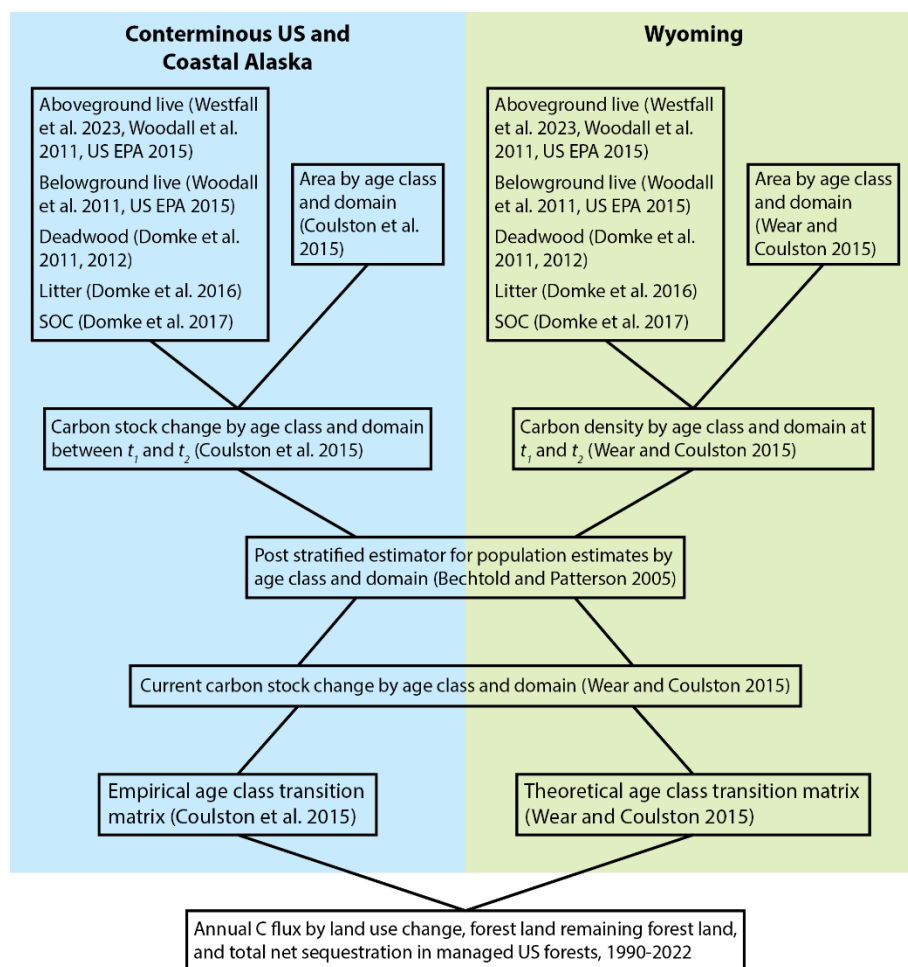 Conterminous US and
Coastal Alaska
Aboveground live (Westfall
et al. 2023, Woodall et al.
2011, US EPA 2015)
Belowground live (Woodall
et al. 2011, US EPA 2015)
Deadwood (Domke et al.
2011, 2012)
Litter (Domke et al. 2016)
SOC (Domke et al. 2017)
Area by age class
and domain
(Coulston et al.
2015)
Carbon stock change by age class and domain
between t₁ and t₂ (Coulston et al. 2015)
Wyoming
Aboveground live (Westfall
et al. 2023, Woodall et al.
2011, US EPA 2015)
Belowground live (Woodall
et al. 2011, US EPA 2015)
Deadwood (Domke et al.
2011, 2012)
Litter (Domke et al. 2016)
SOC (Domke et al. 2017)
Area by age class
and domain
(Wear and
Coulston 2015)
Carbon density by age class and domain at
t₁ and t₂ (Wear and Coulston 2015)
Post stratified estimator for population estimates by
age class and domain (Bechtold and Patterson 2005)
Current carbon stock change by age class and domain (Wear and Coulston 2015)
Empirical age class transition
matrix (Coulston et al. 2015)
Theoretical age class transition matrix
(Wear and Coulston 2015)
Annual C flux by land use change, forest land remaining forest land,
and total net sequestration in managed US forests, 1990-2022